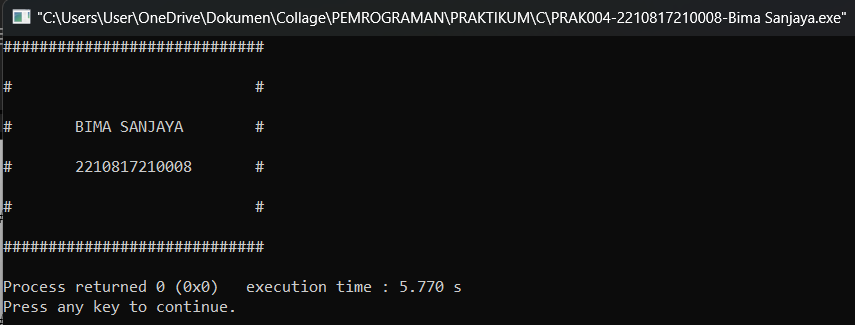 "C:\Users\User\OneDrive\Dokumen\Collage\PEMROGRAMAN\PRAKTIKUM\C\PRAK004-2210817210008-Bima Sanjaya.exe"
#############################
#                           #
#       BIMA SANJAYA        #
#       2210817210008       #
#                           #
#############################
Process returned 0 (0x0)   execution time : 5.770 s
Press any key to continue.